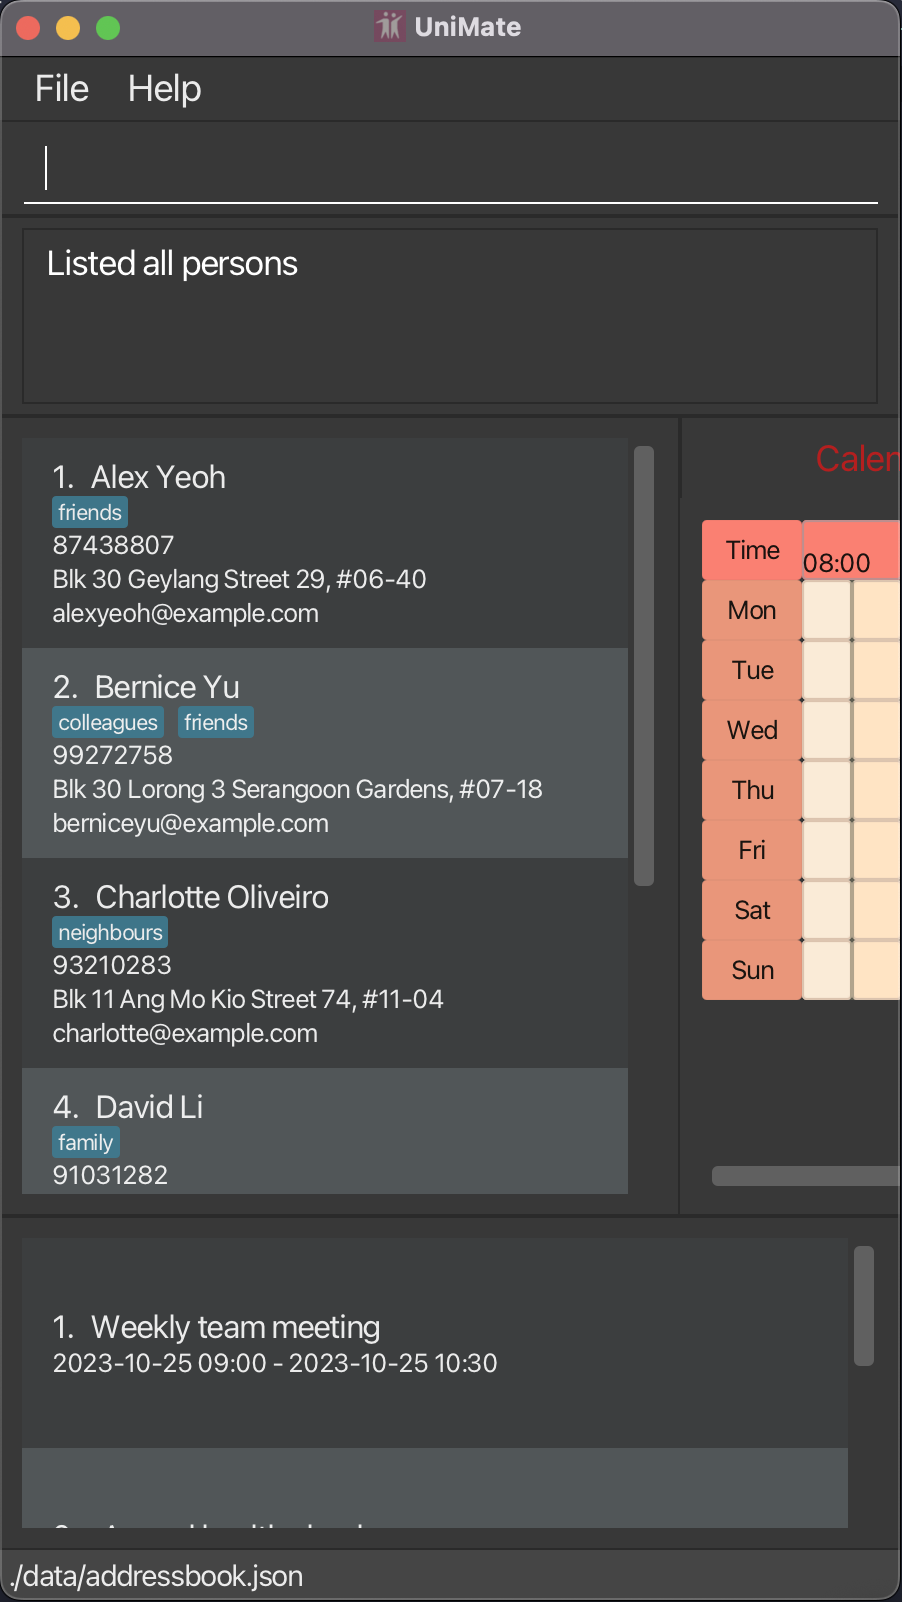 UniMate
File Help
Listed all persons
1. Alex Yeoh
friends
87438807
Blk 30 Geylang Street 29, #06-40
alexyeoh@example.com
2. Bernice Yu
colleagues friends
99272758
Blk 30 Lorong 3 Serangoon Gardens, #07-18
berniceyu@example.com
3. Charlotte Oliveiro
neighbours
93210283
Blk 11 Ang Mo Kio Street 74, #11-04
charlotte@example.com
4. David Li
family
91031282
Calen
Time 08:00
Mon
Tue
Wed
Thu
Fri
Sat
Sun
1. Weekly team meeting
2023-10-25 09:00 - 2023-10-25 10:30
./data/addressbook.json